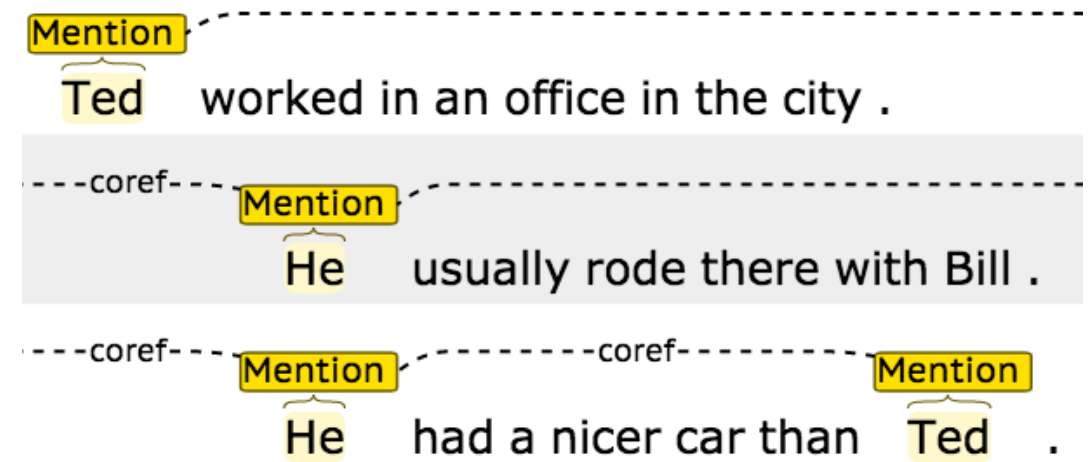 Mention
Ted worked in an office in the city .
coref Mention
He usually rode there with Bill .
coref Mention coref Mention
He had a nicer car than Ted .